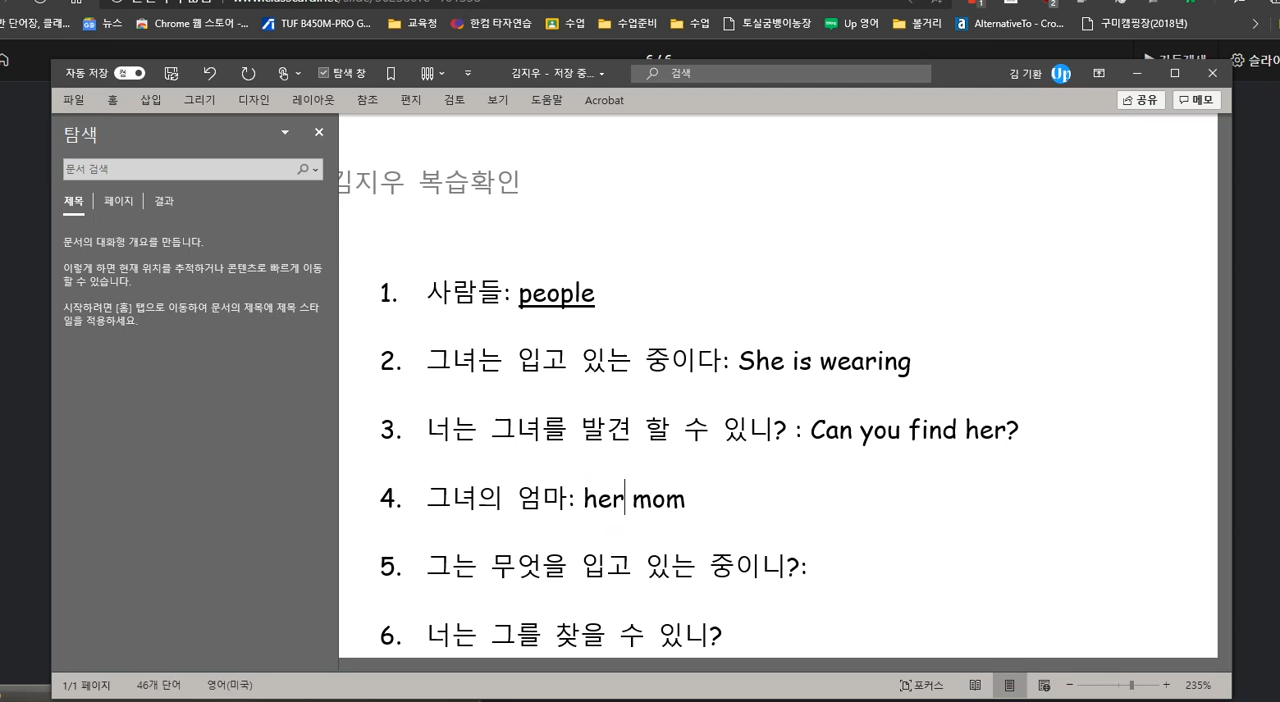 뉴스
Chrome 웹 스토어 -...
TUF B450M-PRO G...
교육청
한컴 타자연습
수업
수업준비
수업
토실굼뱅농장
Up 영어
볼거리
AlternativeTo - Cro...
구미캠핑장(2018년)
자동 저장
탐색 창
김지우 - 저장 중...
검색
김 기환
Up
파일 홈 삽입 그리기 디자인 레이아웃 참조 편지 검토 보기 도움말 Acrobat
공유
메모
탐색
문서 검색
제목 페이지 결과
문서의 대화형 개요를 만듭니다.
이렇게 하면 현재 위치를 추적하거나 콘텐츠로 빠르게 이동
할 수 있습니다.
시작하려면 [홈] 탭으로 이동하여 문서의 제목에 제목 스타
일을 적용하세요.
김지우 복습확인
1. 사람들: people
2. 그녀는 입고 있는 중이다: She is wearing
3. 너는 그녀를 발견 할 수 있니? : Can you find her?
4. 그녀의 엄마: her mom
5. 그는 무엇을 입고 있는 중이니?:
6. 너는 그를 찾을 수 있니?
1/1 페이지
46개 단어
영어(미국)
포커스
235%